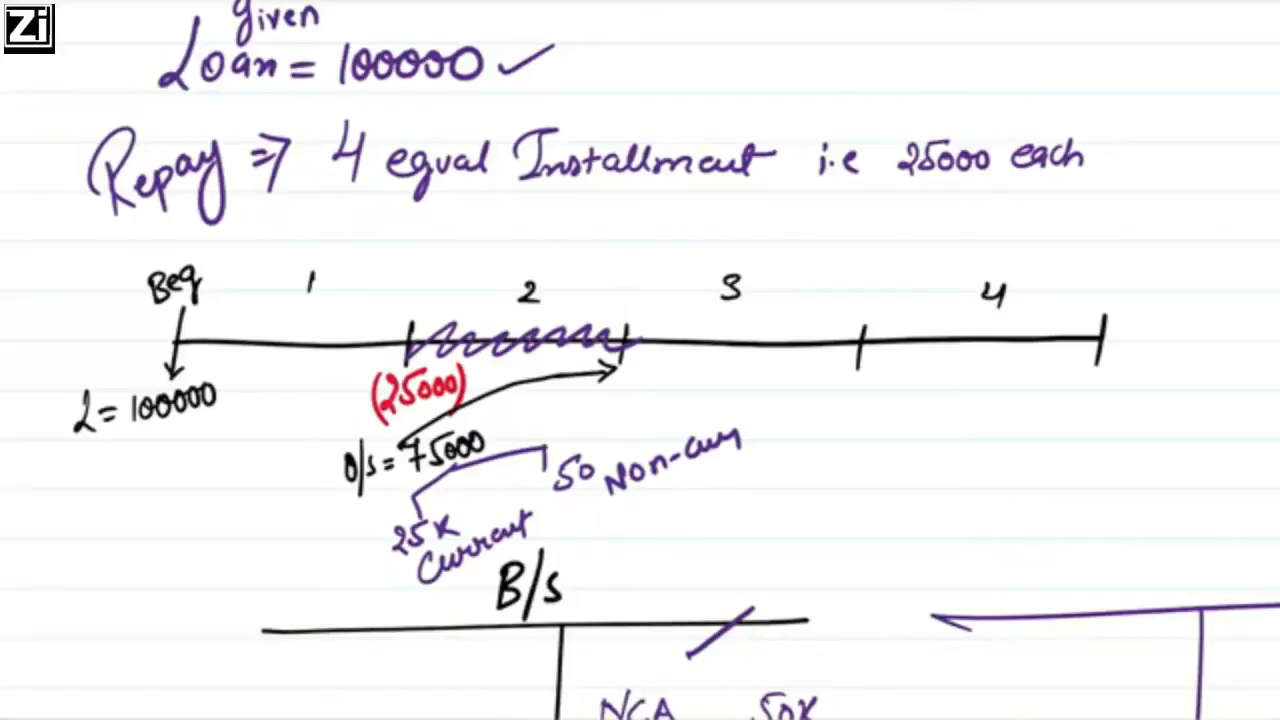 Zi
given
Loan = 100000 ✓
Repay => 4 equal Installment i.e 25000 each
Beg 1 2 3 4
L = 100000
(25000)
O/s = 75000
50 Non-curr
25K
Current
B/s
NCA 50K